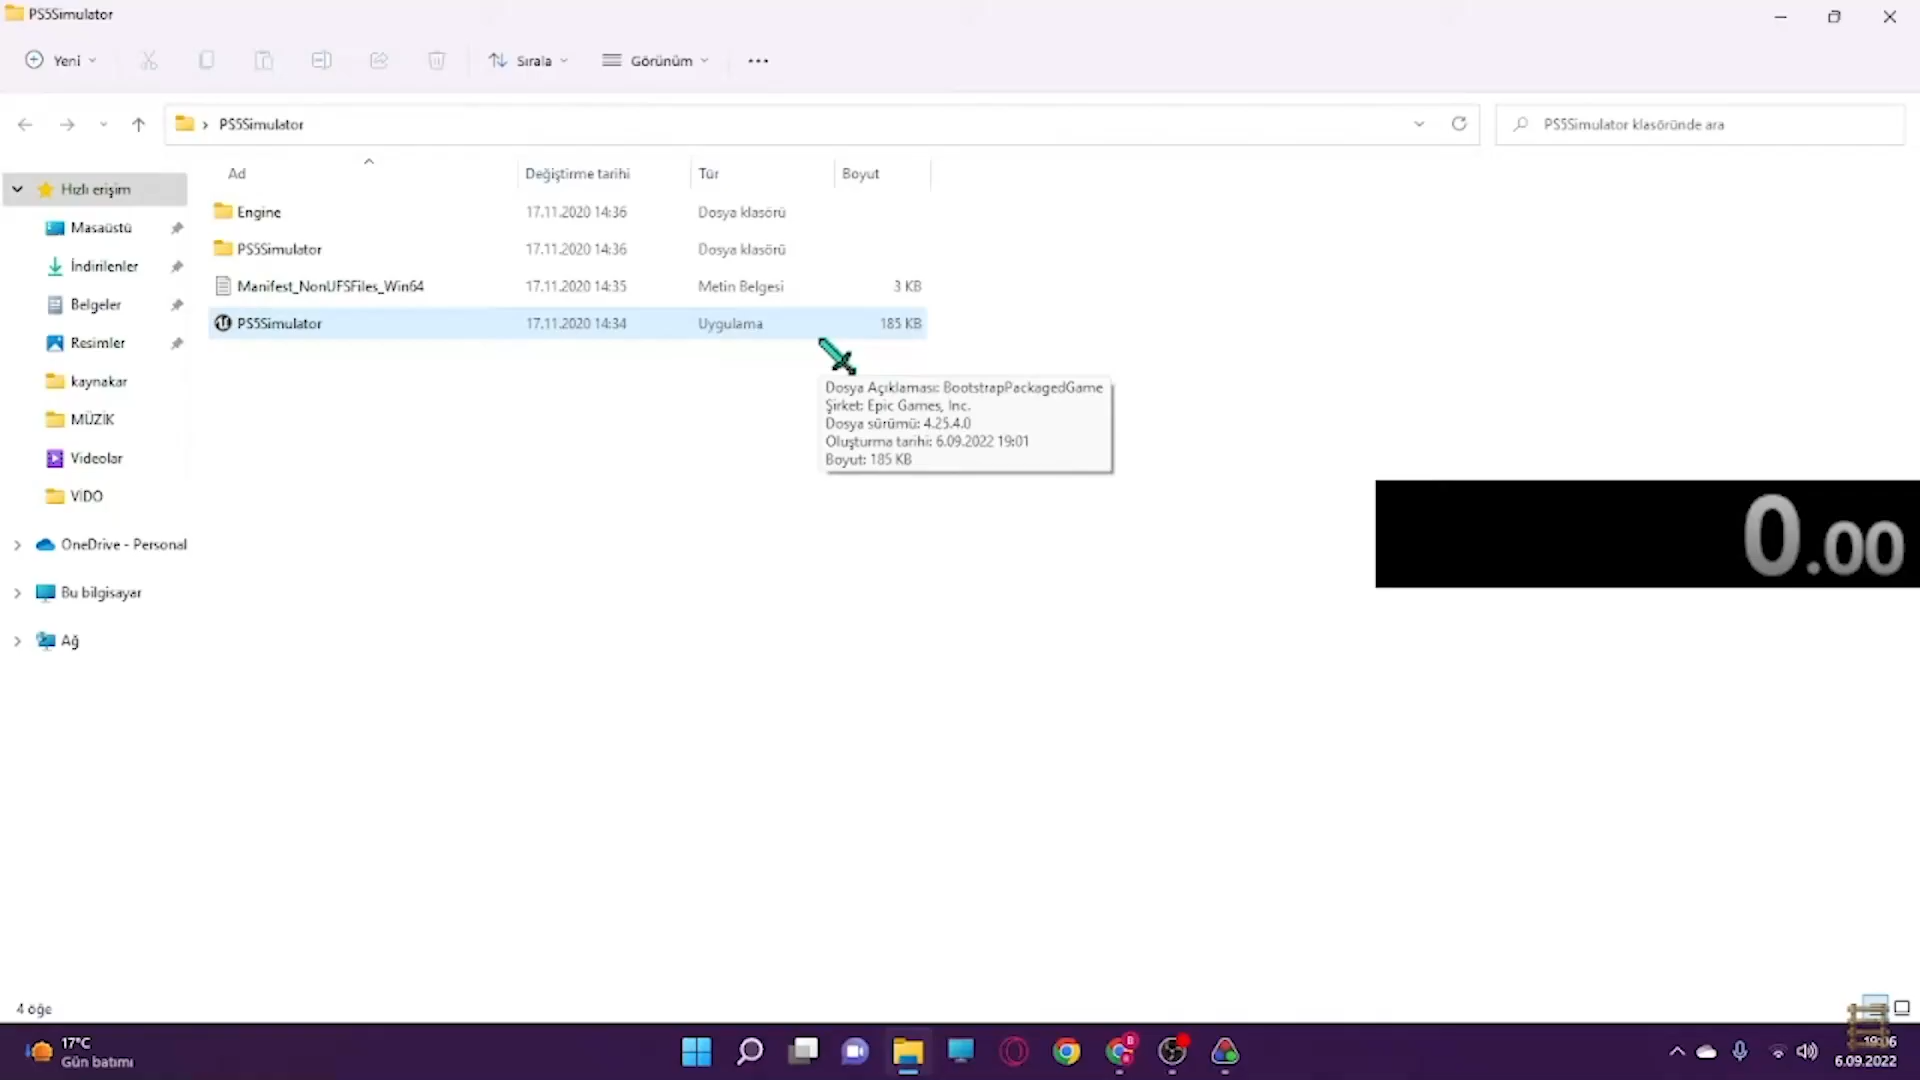 PS5Simulator
Yeni
Sırala
Görünüm
PS5Simulator
PS5Simulator klasöründe ara
Ad Değiştirme tarihi Tür Boyut
Engine 17.11.2020 14:36 Dosya klasörü
PS5Simulator 17.11.2020 14:36 Dosya klasörü
Manifest_NonUFSFiles_Win64 17.11.2020 14:35 Metin Belgesi 3 KB
PS5Simulator 17.11.2020 14:34 Uygulama 185 KB
Dosya Açıklaması: BootstrapPackagedGame
Şirket: Epic Games, Inc.
Dosya sürümü: 4.25.4.0
Oluşturma tarihi: 6.09.2022 19:01
Boyut: 185 KB
Hızlı erişim
Masaüstü
İndirilenler
Belgeler
Resimler
kaynakar
MÜZİK
Videolar
VİDO
OneDrive - Personal
Bu bilgisayar
Ağ
0.00
4 öğe
17°C
Gün batımı
19:06
6.09.2022